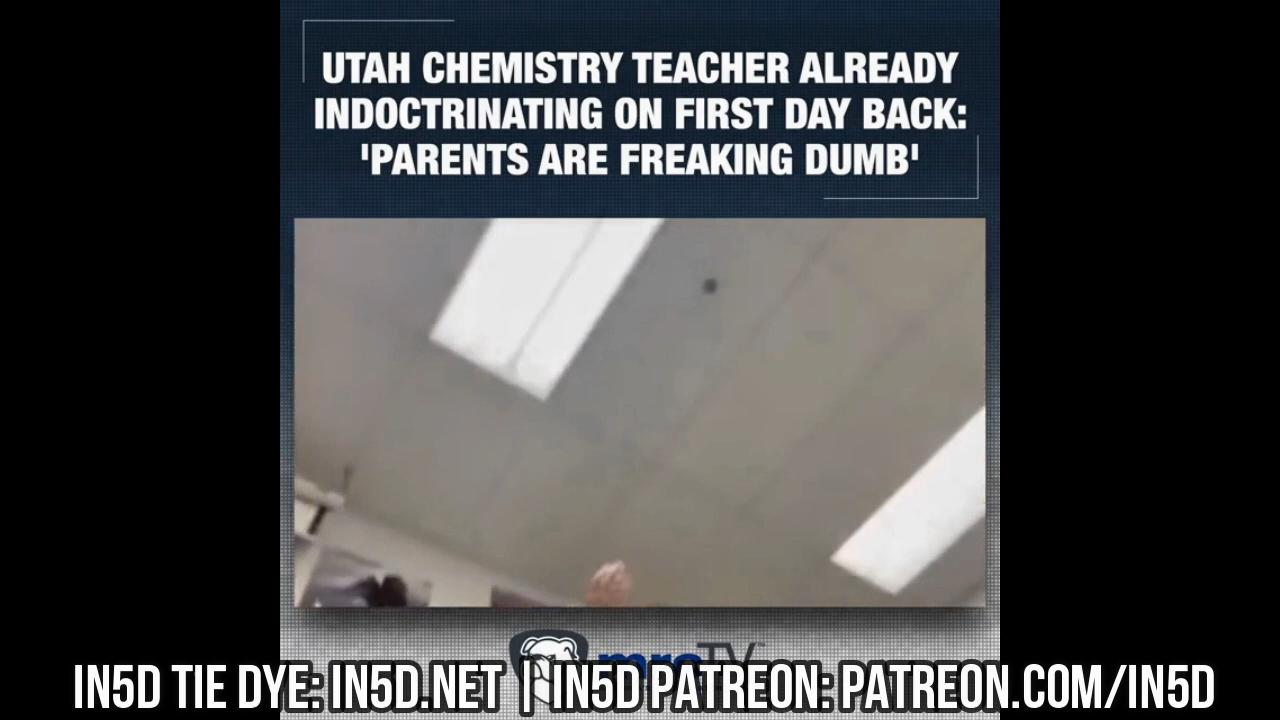 UTAH CHEMISTRY TEACHER ALREADY
INDOCTRINATING ON FIRST DAY BACK:
'PARENTS ARE FREAKING DUMB'
mrcTV
IN5D TIE DYE: IN5D.NET | IN5D PATREON: PATREON.COM/IN5D